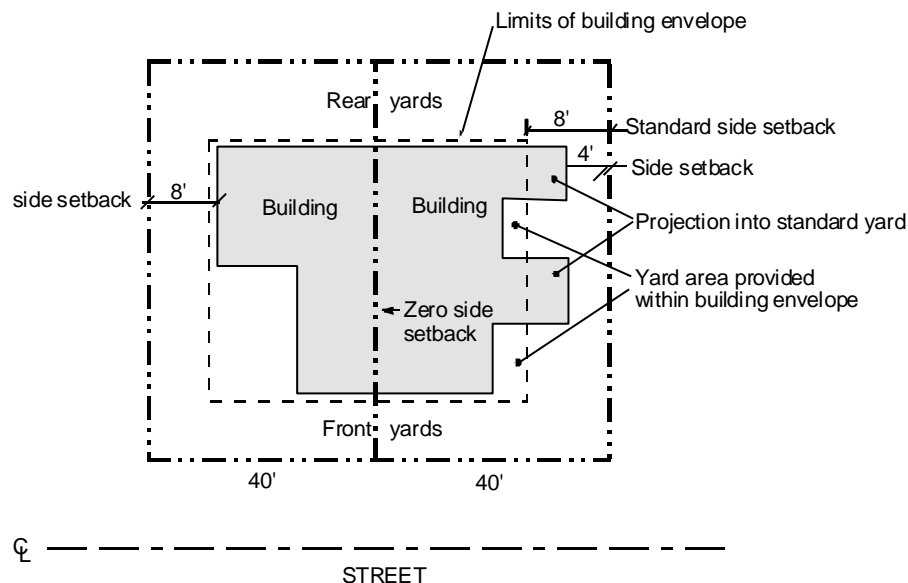 Limits of building envelope
Rear yards
8'
Standard side setback
4'
Side setback
side setback
8'
Building
Building
Projection into standard yard
Yard area provided
within building envelope
Zero side
setback
Front yards
40'
40'
℄
STREET